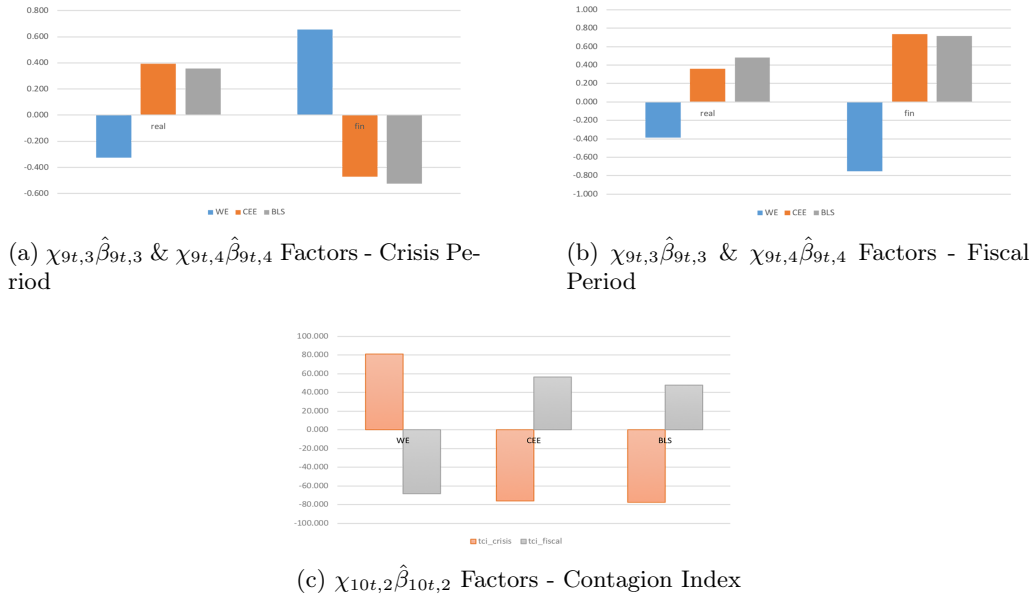 0.800
0.600
0.400
0.200
0.000
-0.200
-0.400
-0.600
real
fin
WE CEE BLS
(a) χ9t,3β̂9t,3 & χ9t,4β̂9t,4 Factors - Crisis Pe-
riod
1.000
0.800
0.600
0.400
0.200
0.000
-0.200
-0.400
-0.600
-0.800
-1.000
real
fin
WE CEE BLS
(b) χ9t,3β̂9t,3 & χ9t,4β̂9t,4 Factors - Fiscal
Period
100.000
80.000
60.000
40.000
20.000
0.000
-20.000
-40.000
-60.000
-80.000
-100.000
WE
CEE
BLS
tci_crisis tci_fiscal
(c) χ10t,2β̂10t,2 Factors - Contagion Index